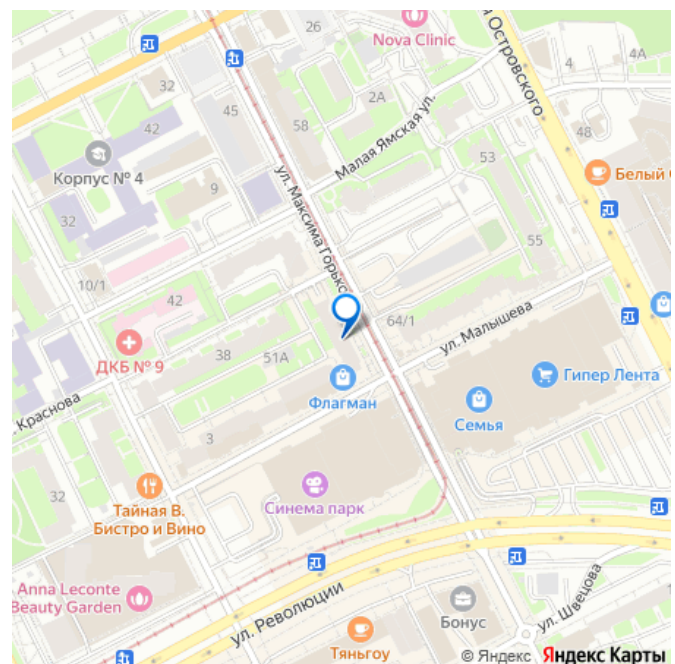 26
Nova Clinic
Островского
4
4А
32
2А
45
58
42
Малая Ямская ул.
48
53
Корпус № 4
9
ул. Максима Горьк
Белый
32
55
10/1
42
64/1
ул. Малышева
ДКБ № 9
38
51А
Гипер Лента
Флагман
Семья
Краснова
3
32
Синема парк
Тайная В.
Бистро и Вино
Anna Leconte
Beauty Garden
ул. Революции
Бонус
ул. Швецова
Тяньгоу
© Яндекс Яндекс Карты